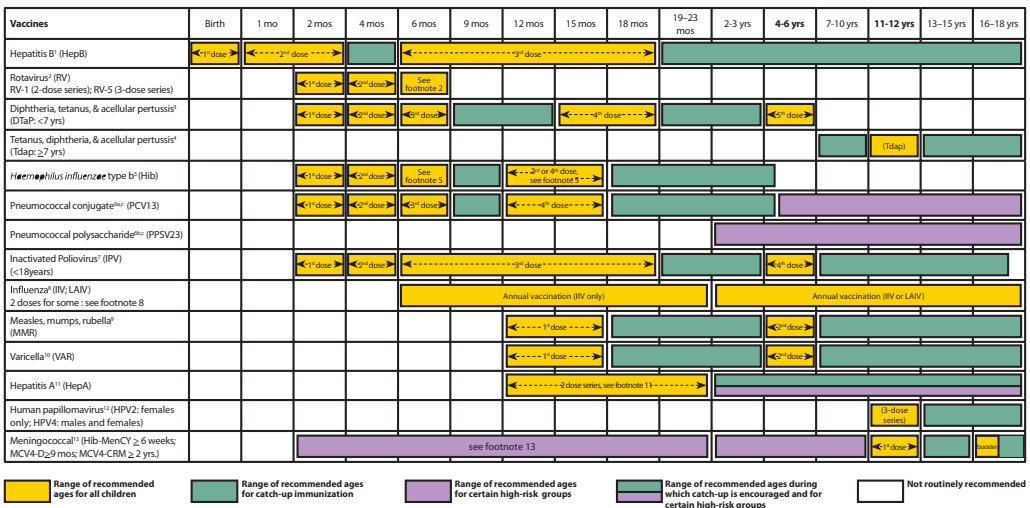 Vaccines Birth 1 mo 2 mos 4 mos 6 mos 9 mos 12 mos 15 mos 18 mos 19–23 mos 2-3 yrs 4-6 yrs 7-10 yrs 11-12 yrs 13–15 yrs 16–18 yrs
Hepatitis B¹ (HepB) 1ˢᵗ dose 2ⁿᵈ dose 3ʳᵈ dose
Rotavirus² (RV)
RV-1 (2-dose series); RV-5 (3-dose series) 1ˢᵗ dose 2ⁿᵈ dose See footnote 2
Diphtheria, tetanus, & acellular pertussis³
(DTaP: <7 yrs) 1ˢᵗ dose 2ⁿᵈ dose 3ʳᵈ dose 4ᵗʰ dose 5ᵗʰ dose
Tetanus, diphtheria, & acellular pertussis⁴
(Tdap: ≥7 yrs) (Tdap)
Haemophilus influenzae type b⁵ (Hib) 1ˢᵗ dose 2ⁿᵈ dose See footnote 5 3ʳᵈ or 4ᵗʰ dose, see footnote 5
Pneumococcal conjugate⁶ᵃ,ᶜ (PCV13) 1ˢᵗ dose 2ⁿᵈ dose 3ʳᵈ dose 4ᵗʰ dose
Pneumococcal polysaccharide⁶ᵇ,ᶜ (PPSV23)
Inactivated Poliovirus⁷ (IPV)
(<18years) 1ˢᵗ dose 2ⁿᵈ dose 3ʳᵈ dose 4ᵗʰ dose
Influenza⁸ (IIV; LAIV)
2 doses for some : see footnote 8 Annual vaccination (IIV only) Annual vaccination (IIV or LAIV)
Measles, mumps, rubella⁹
(MMR) 1ˢᵗ dose 2ⁿᵈ dose
Varicella¹⁰ (VAR) 1ˢᵗ dose 2ⁿᵈ dose
Hepatitis A¹¹ (HepA) 2 dose series, see footnote 11
Human papillomavirus¹² (HPV2: females
only; HPV4: males and females) (3-dose series)
Meningococcal¹³ (Hib-MenCY ≥ 6 weeks;
MCV4-D≥9 mos; MCV4-CRM ≥ 2 yrs.) see footnote 13 1ˢᵗ dose booster
Range of recommended
ages for all children
Range of recommended ages
for catch-up immunization
Range of recommended ages
for certain high-risk groups
Range of recommended ages during
which catch-up is encouraged and for
certain high-risk groups
Not routinely recommended